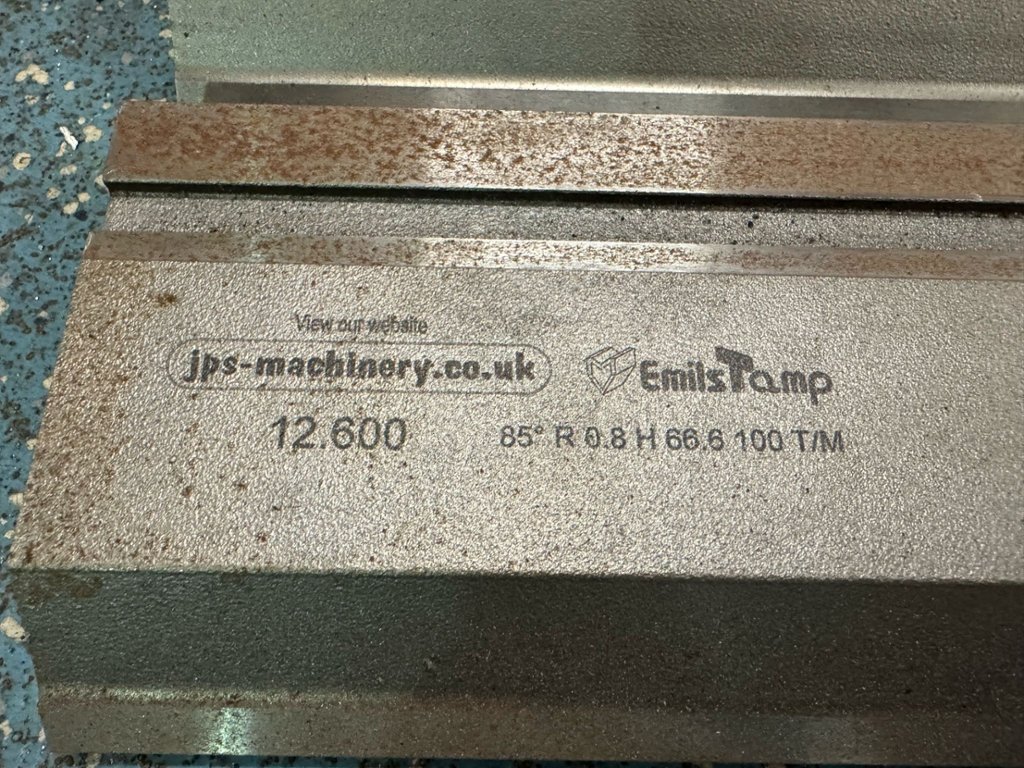 View our website
jps-machinery.co.uk
EmilsTamp
12.600
85° R 0.8 H 66.6 100 T/M